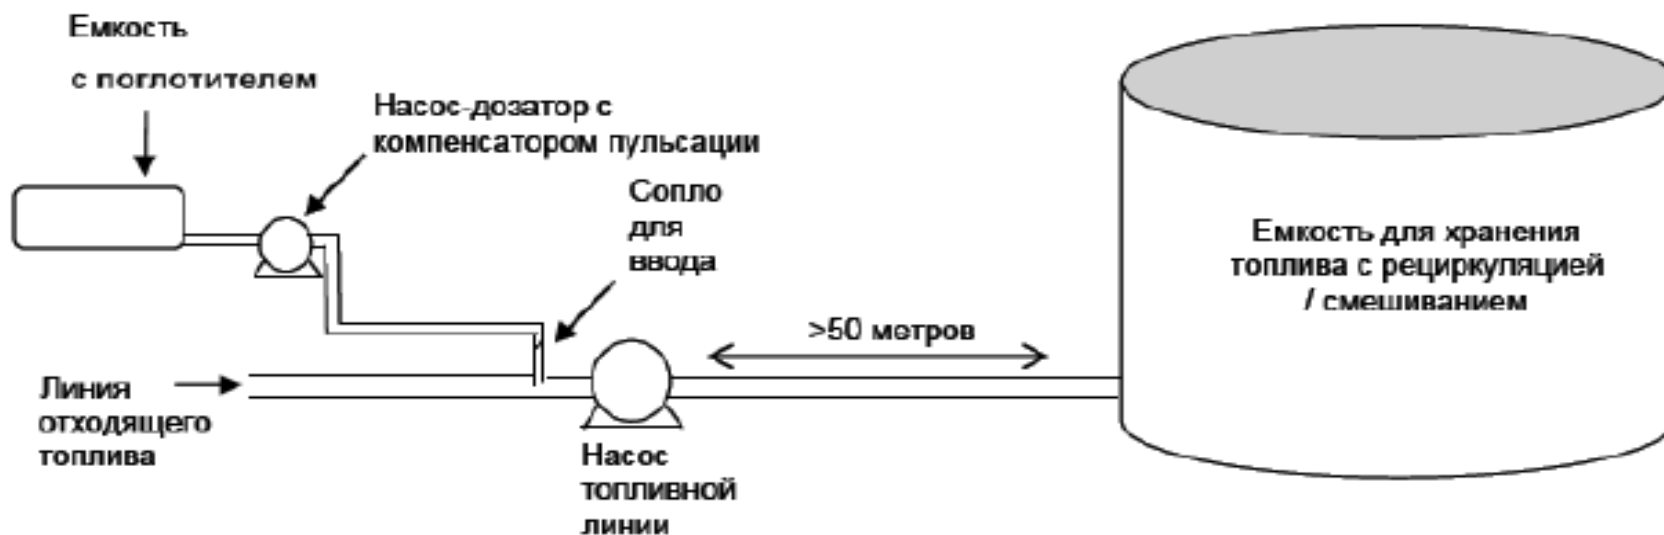 Емкость
с поглотителем
Насос-дозатор с
компенсатором пульсации
Сопло
для
ввода
Емкость для хранения
топлива с рециркуляцией
/ смешиванием
>50 метров
Линия
отходящего
топлива
Насос
топливной
линии